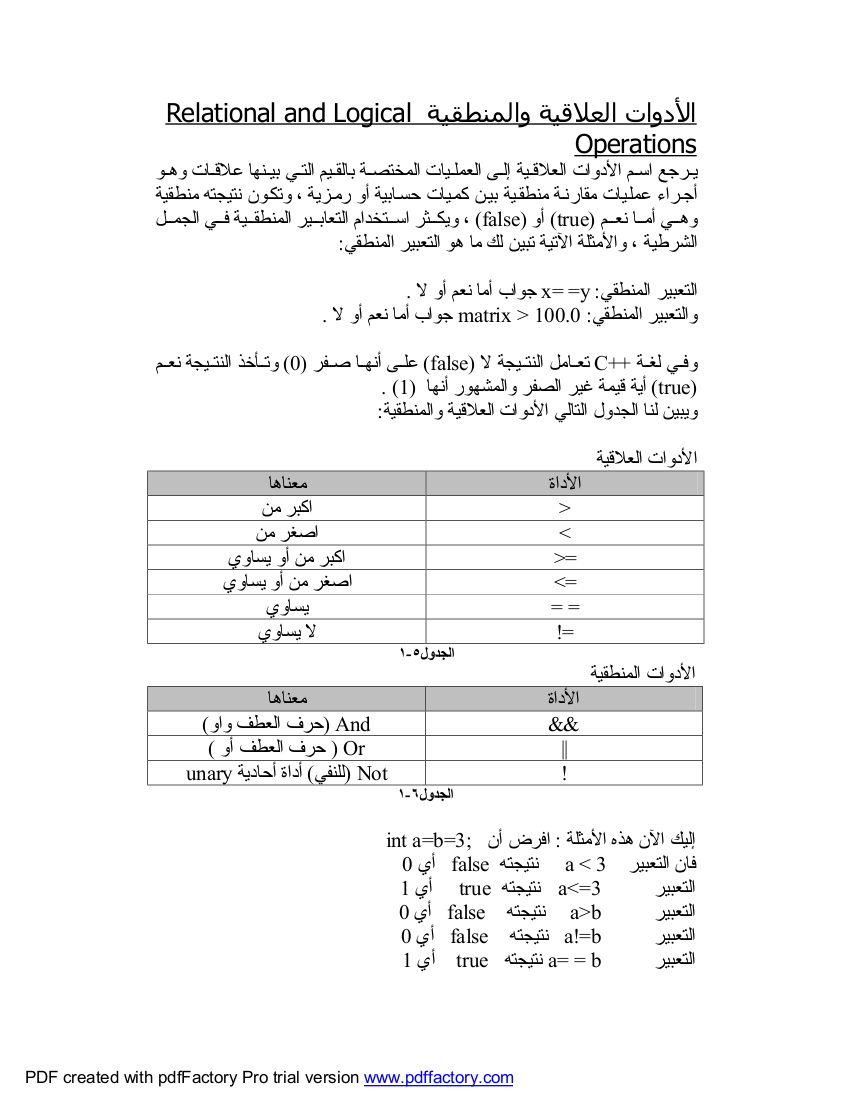 الأدوات العلاقية والمنطقية Relational and Logical
Operations
يرجع اسم الأدوات العلاقية إلى العمليات المختصة بالقيم التي بينها علاقات وهو
أجراء عمليات مقارنة منطقية بين كميات حسابية أو رمزية ، وتكون نتيجته منطقية
وهي أما نعم (true) أو (false) ، ويكثر استخدام التعابير المنطقية في الجمل
الشرطية ، والأمثلة الآتية تبين لك ما هو التعبير المنطقي:
التعبير المنطقي: x= =y جواب أما نعم أو لا .
والتعبير المنطقي: matrix > 100.0 جواب أما نعم أو لا .
وفي لغة C++ تعامل النتيجة لا (false) على أنها صفر (0) وتأخذ النتيجة نعم
(true) أية قيمة غير الصفر والمشهور أنها (1) .
ويبين لنا الجدول التالي الأدوات العلاقية والمنطقية:
الأدوات العلاقية
الأداة معناها
> اكبر من
< اصغر من
>= اكبر من أو يساوي
<= اصغر من أو يساوي
= = يساوي
!= لا يساوي
الجدول٥-١
الأدوات المنطقية
الأداة معناها
&& And (حرف العطف واو)
|| Or ( حرف العطف أو )
! Not (للنفي) أداة أحادية unary
الجدول٦-١
إليك الآن هذه الأمثلة : افرض أن int a=b=3;
فان التعبير a < 3 نتيجته false أي 0
التعبير a<=3 نتيجته true أي 1
التعبير a>b نتيجته false أي 0
التعبير a!=b نتيجته false أي 0
التعبير a= = b نتيجته true أي 1
PDF created with pdfFactory Pro trial version www.pdffactory.com